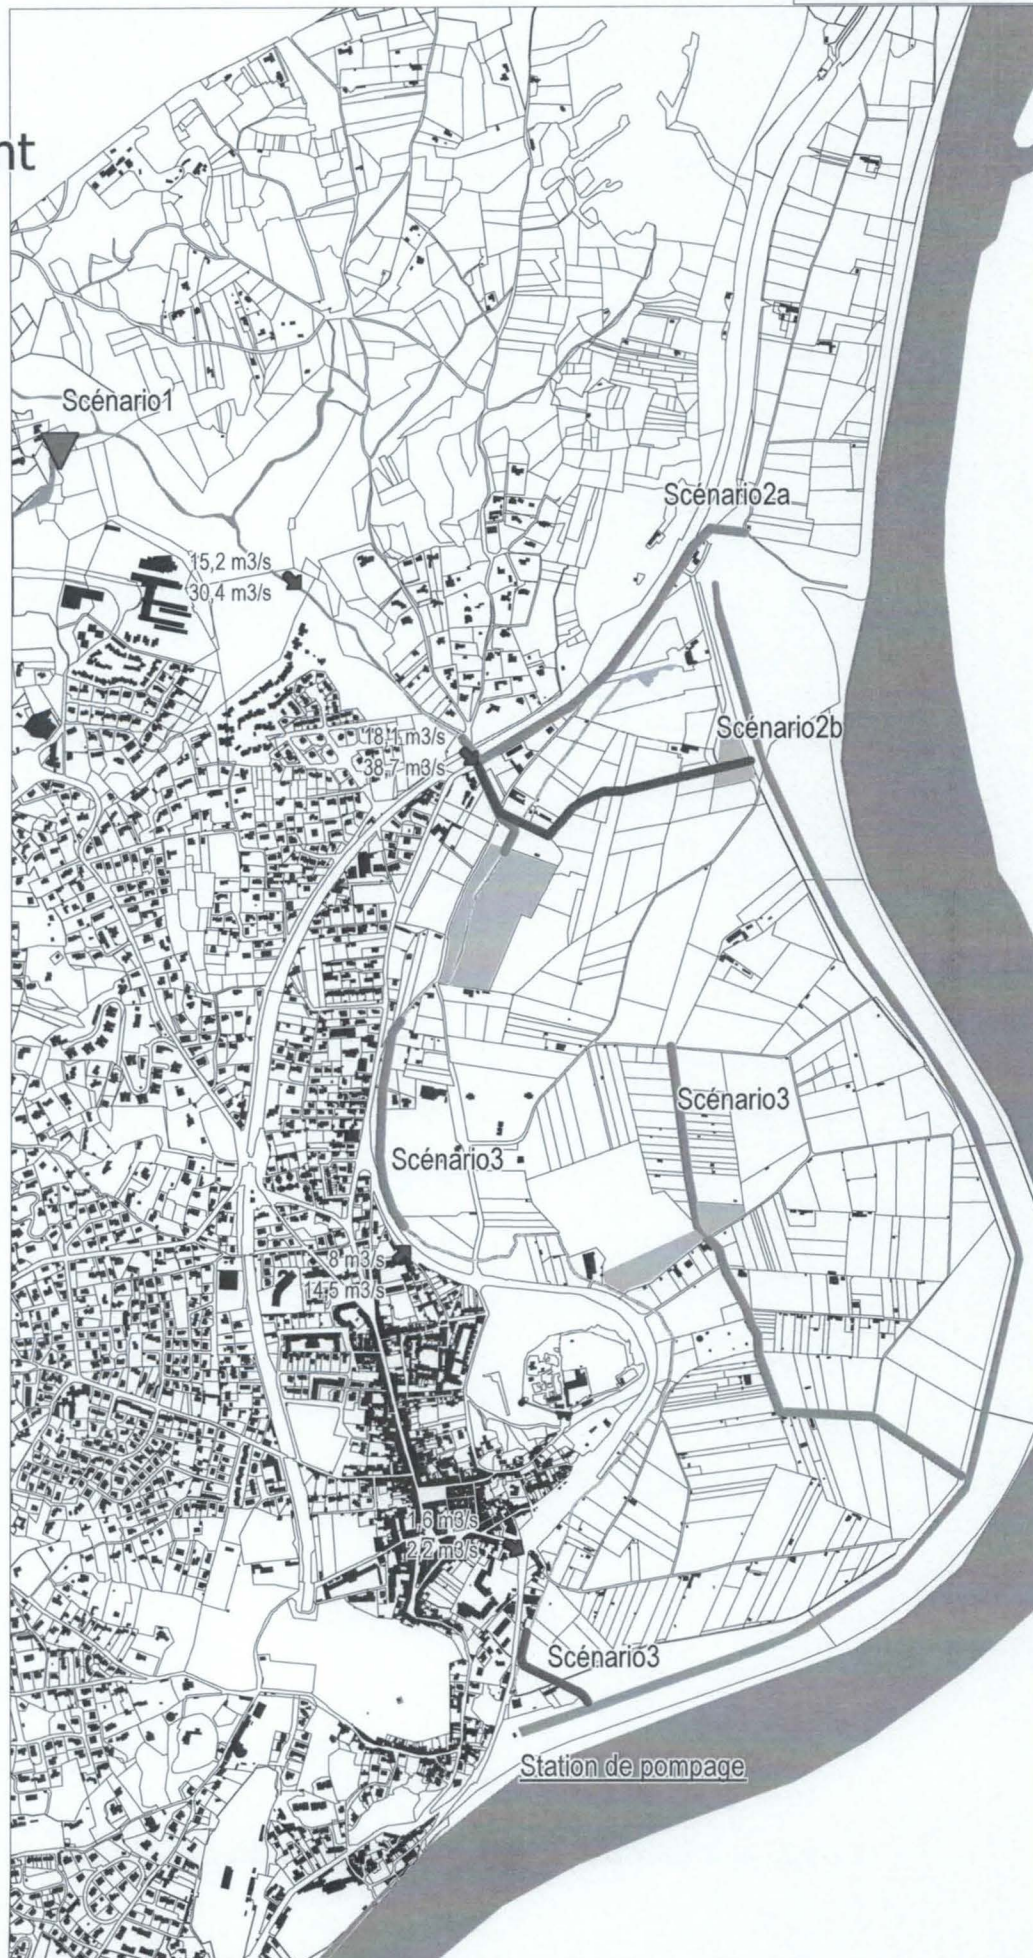 nt
Scénario1
Scénario2a
15,2 m3/s
30,4 m3/s
Scénario2b
18,1 m3/s
38,7 m3/s
Scénario3
Scénario3
8 m3/s
14,5 m3/s
1,6 m3/s
2,2 m3/s
Scénario3
Station de pompage